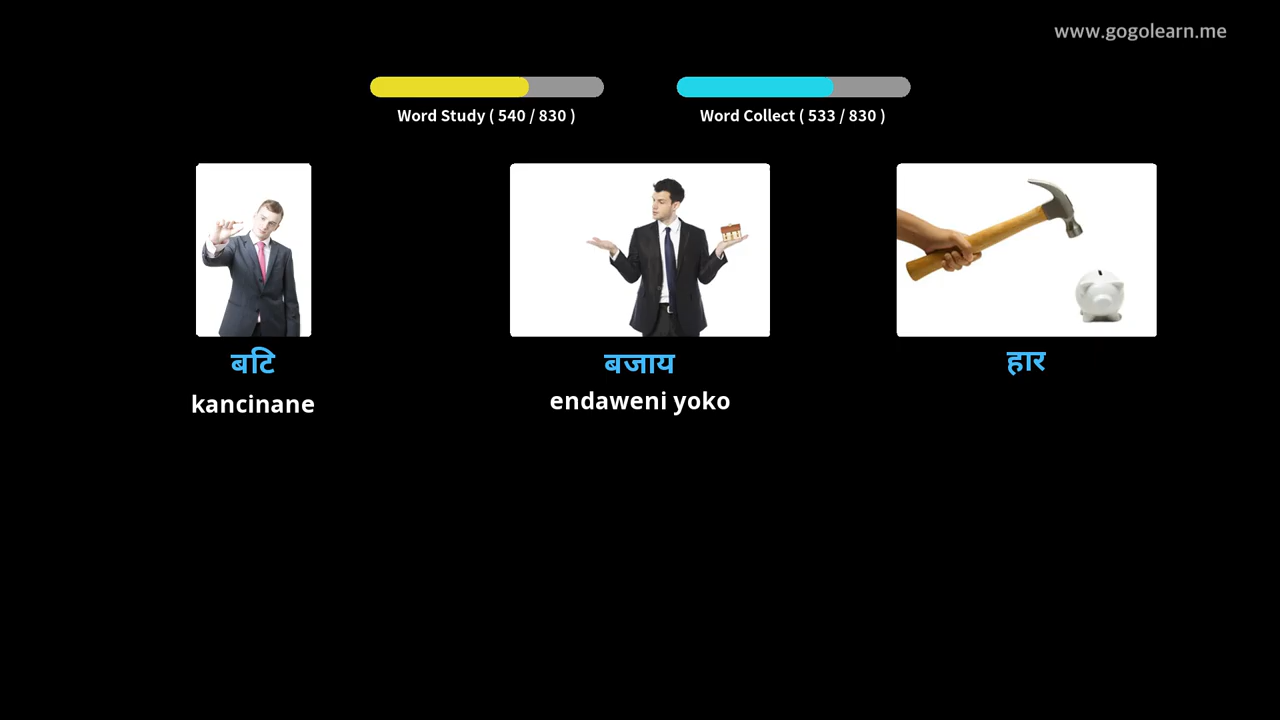 www.gogolearn.me
Word Study ( 540 / 830 )
Word Collect ( 533 / 830 )
बटि
बजाय
हार
kancinane
endaweni yoko